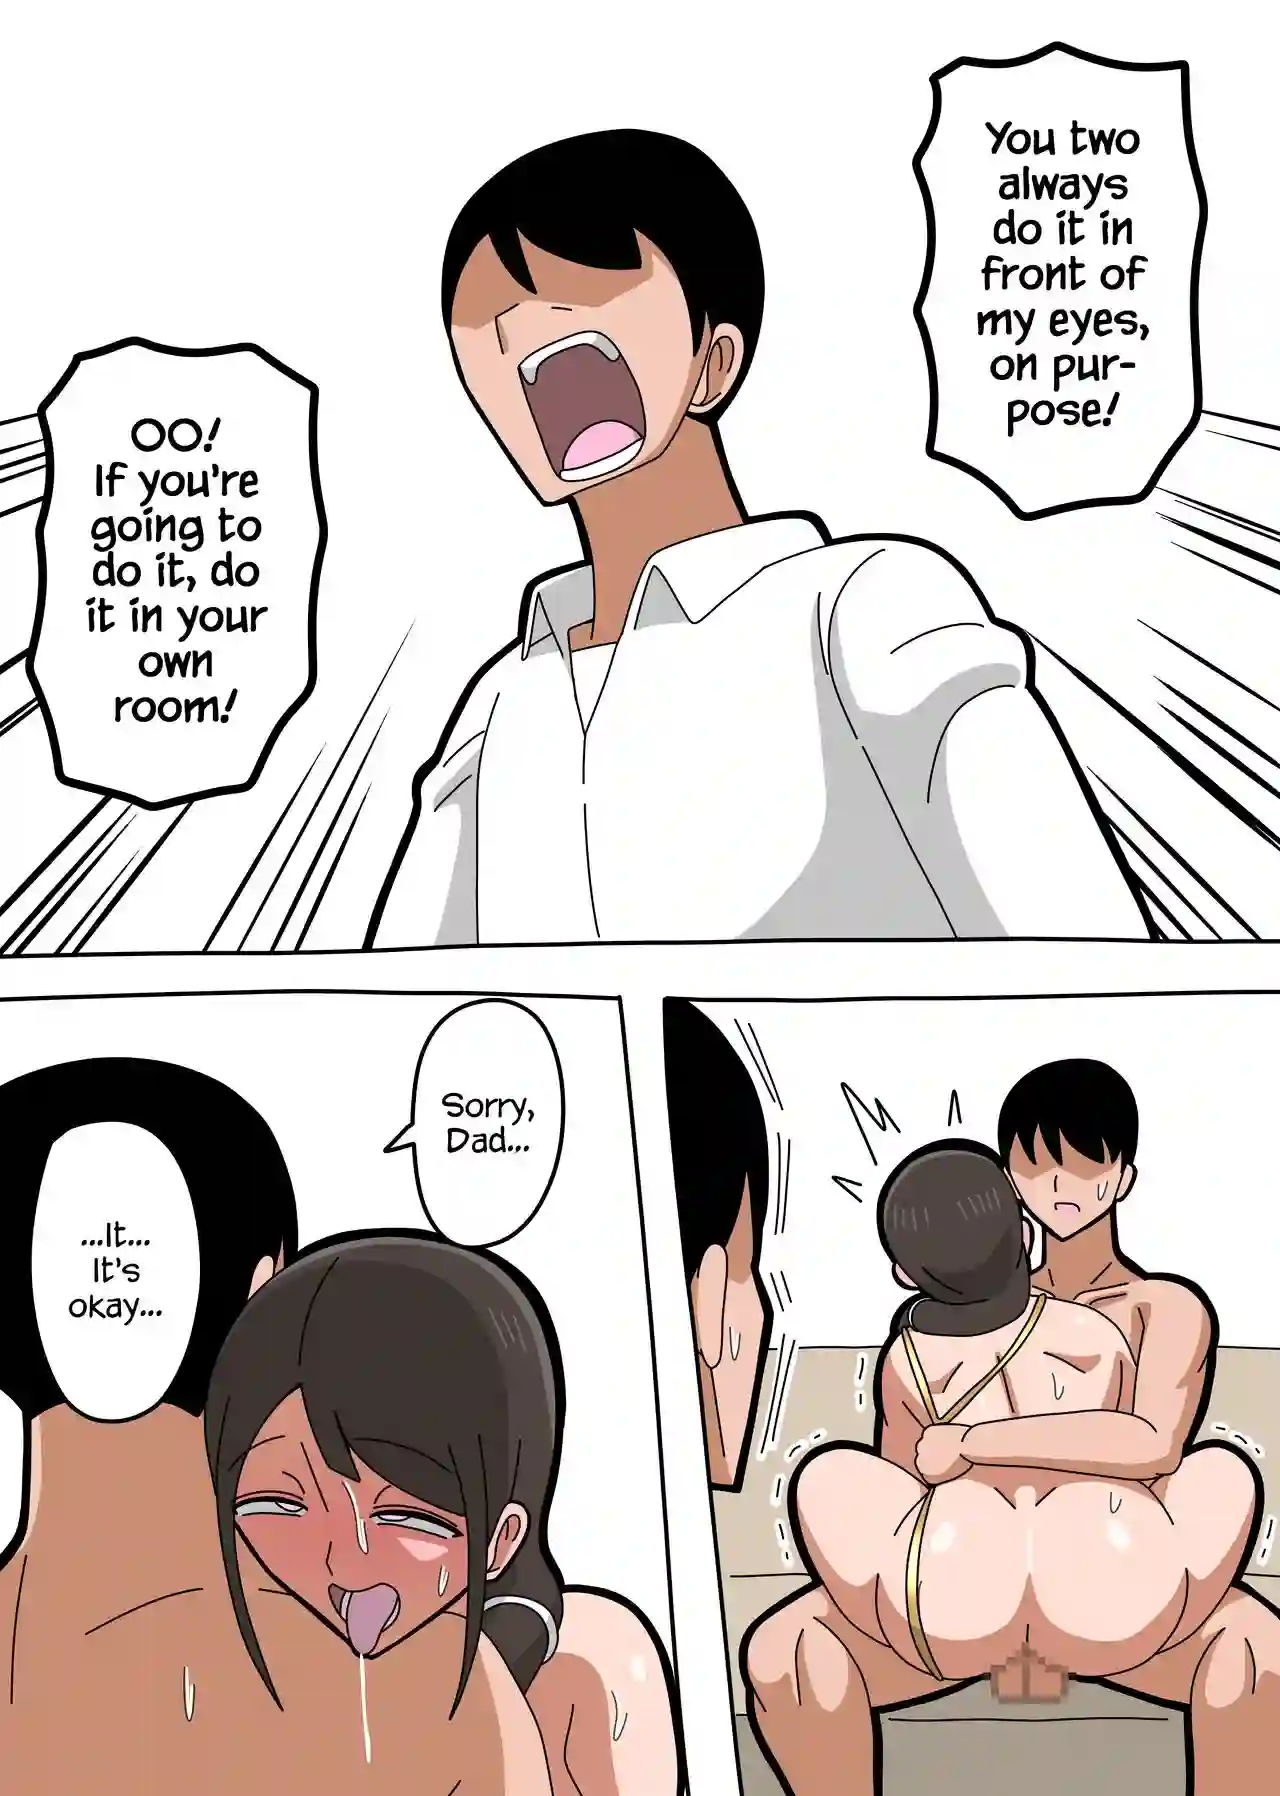 You two
always
do it in
front of
my eyes,
on pur-
pose!
OO!
If you're
going to
do it, do
it in your
own
room!
Sorry,
Dad...
...It...
It's
okay...